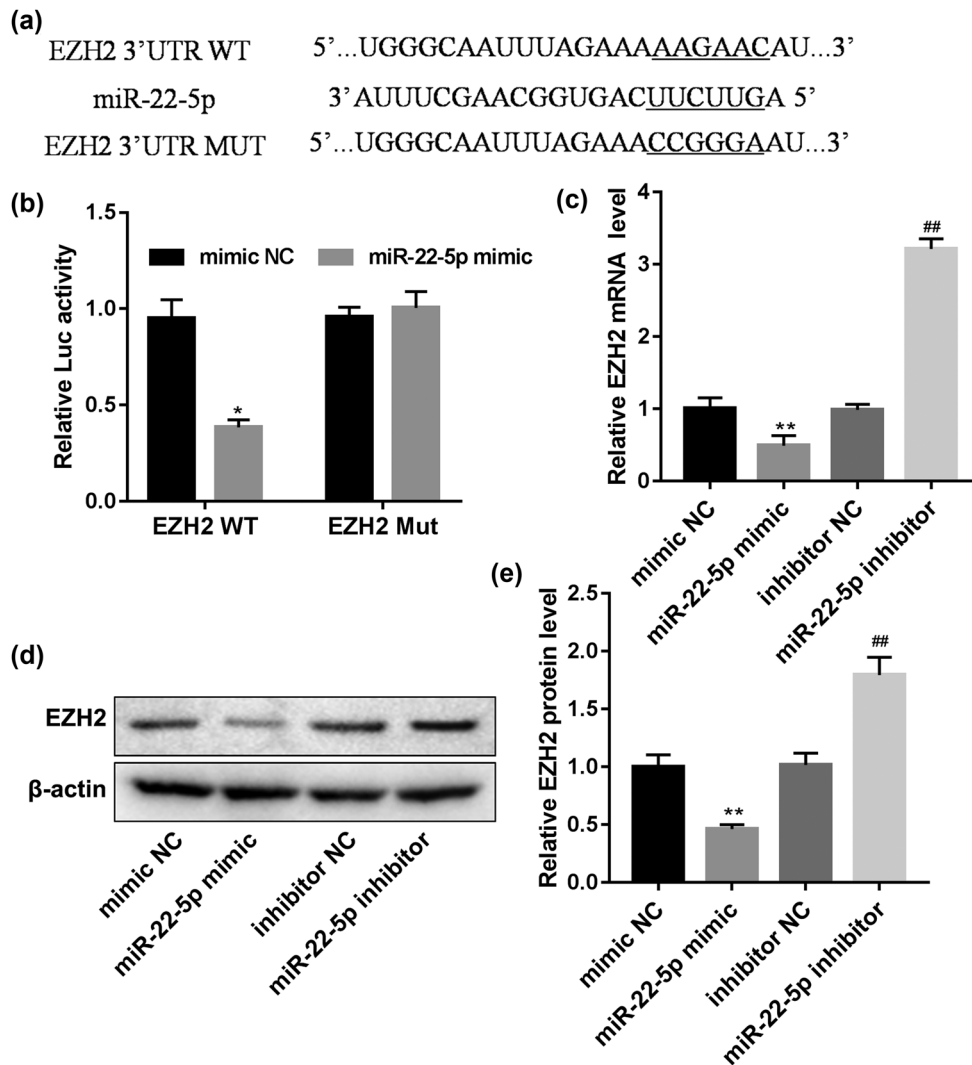 (a)
EZH2 3’UTR WT 5’...UGGGCAAUUUAGAAAAAGAACAU...3’
miR-22-5p 3’AUUUCGAACGGUGACUUCUUGA 5’
EZH2 3’UTR MUT 5’...UGGGCAAUUUAGAAACCGGGAAU...3’
(b)
Relative Luc activity
1.5
1.0
0.5
0.0
mimic NC miR-22-5p mimic
*
EZH2 WT EZH2 Mut
(c)
Relative EZH2 mRNA level
4
3
2
1
0
**
##
mimic NC
miR-22-5p mimic
inhibitor NC
miR-22-5p inhibitor
(d)
EZH2
β-actin
mimic NC
miR-22-5p mimic
inhibitor NC
miR-22-5p inhibitor
(e)
Relative EZH2 protein level
2.5
2.0
1.5
1.0
0.5
0.0
**
##
mimic NC
miR-22-5p mimic
inhibitor NC
miR-22-5p inhibitor